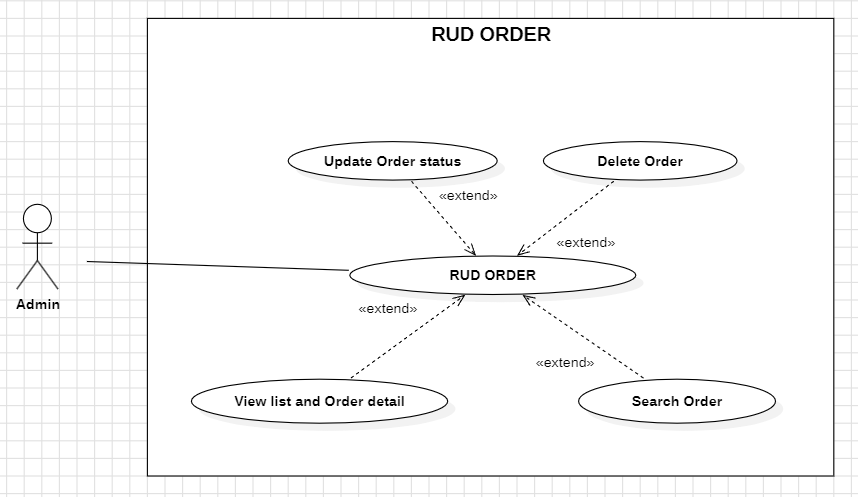 RUD ORDER
Update Order status
Delete Order
«extend»
«extend»
RUD ORDER
Admin
«extend»
«extend»
View list and Order detail
Search Order